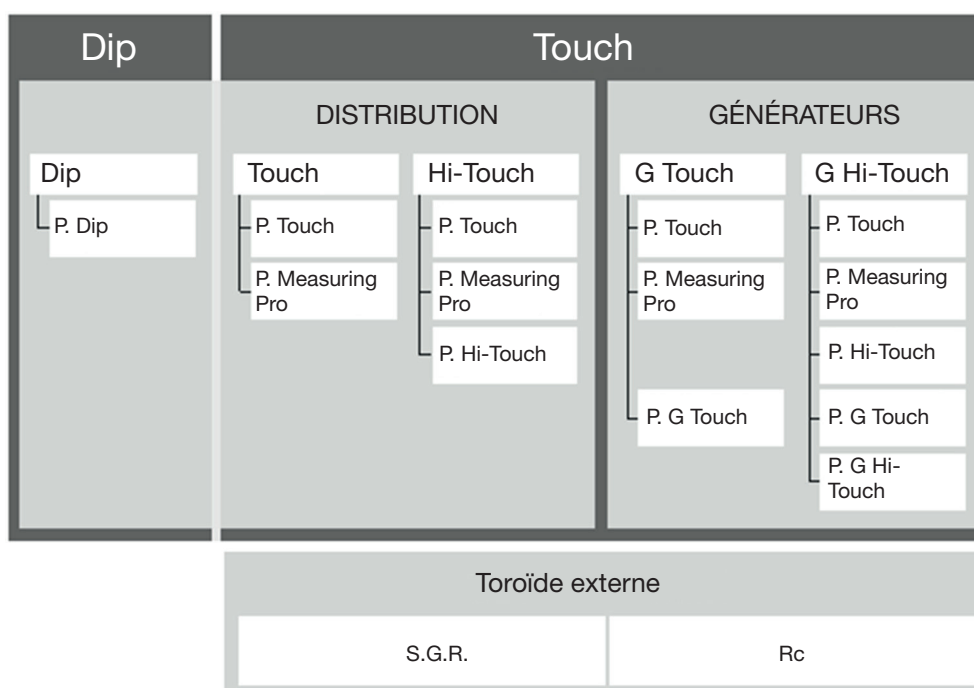 Dip
Touch
DISTRIBUTION
GÉNÉRATEURS
Dip
P. Dip
Touch
P. Touch
P. Measuring
Pro
Hi-Touch
P. Touch
P. Measuring
Pro
P. Hi-Touch
G Touch
P. Touch
P. Measuring
Pro
P. G Touch
G Hi-Touch
P. Touch
P. Measuring
Pro
P. Hi-Touch
P. G Touch
P. G Hi-
Touch
Toroïde externe
S.G.R.
Rc